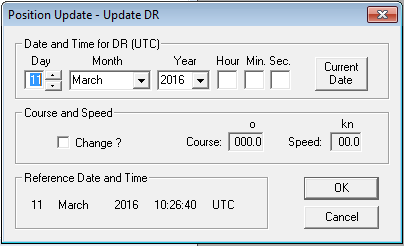 Position Update - Update DR
Date and Time for DR (UTC)
Day Month Year Hour Min. Sec.
11 March 2016 Current Date
Course and Speed
o kn
Change ? Course: 000.0 Speed: 00.0
Reference Date and Time
11 March 2016 10:26:40 UTC
OK
Cancel